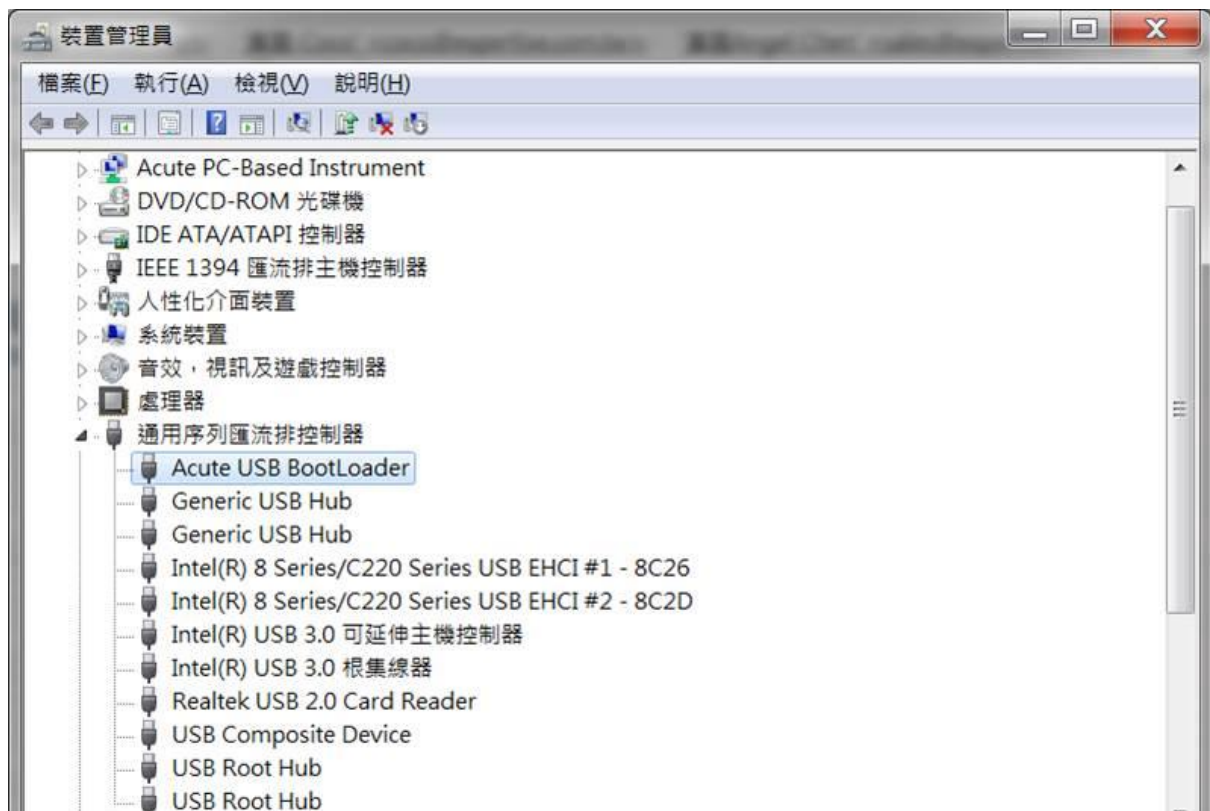 裝置管理員
檔案(F) 執行(A) 檢視(V) 說明(H)
Acute PC-Based Instrument
DVD/CD-ROM 光碟機
IDE ATA/ATAPI 控制器
IEEE 1394 匯流排主機控制器
人性化介面裝置
系統裝置
音效，視訊及遊戲控制器
處理器
通用序列匯流排控制器
Acute USB BootLoader
Generic USB Hub
Generic USB Hub
Intel(R) 8 Series/C220 Series USB EHCI #1 - 8C26
Intel(R) 8 Series/C220 Series USB EHCI #2 - 8C2D
Intel(R) USB 3.0 可延伸主機控制器
Intel(R) USB 3.0 根集線器
Realtek USB 2.0 Card Reader
USB Composite Device
USB Root Hub
USB Root Hub